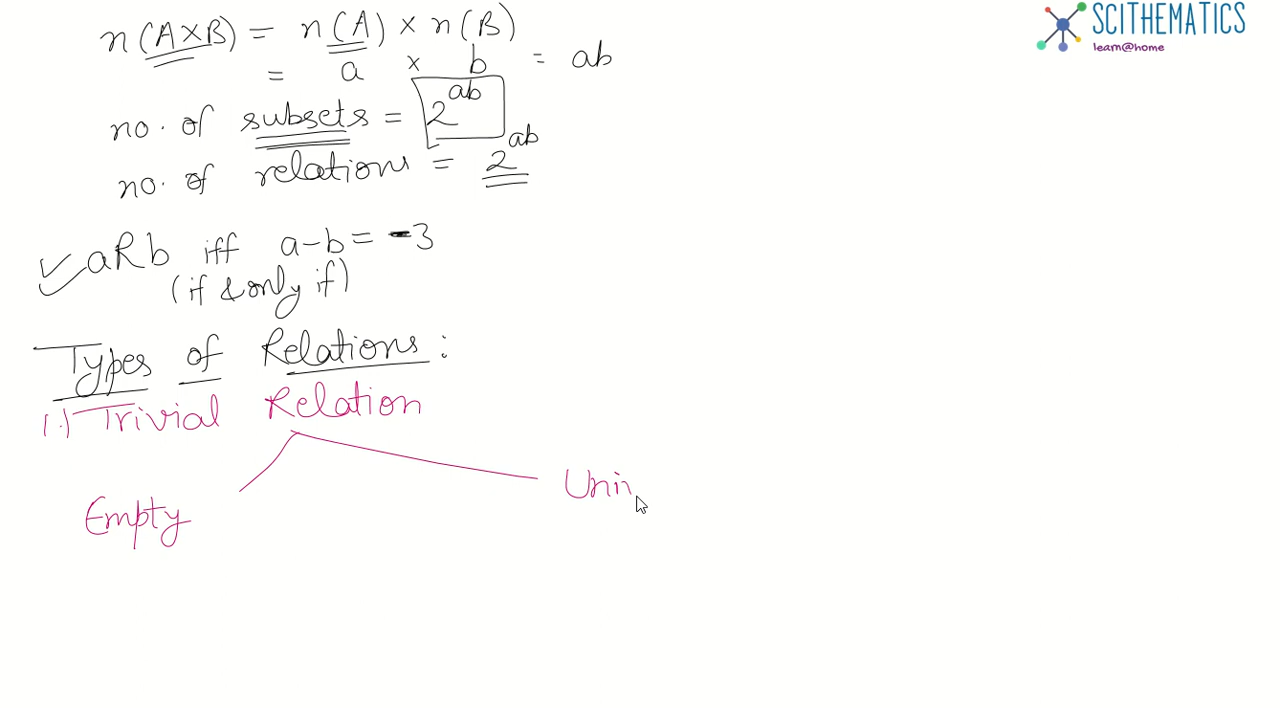 n(A×B) = n(A) × n(B)
= a × b = ab
no. of subsets = 2^ab
no. of relations = 2^ab
aRb iff a-b = -3
(if & only if)
Types of Relations:
(1.) Trivial Relation
Empty
Uni
SCITHEMATICS
learn@home